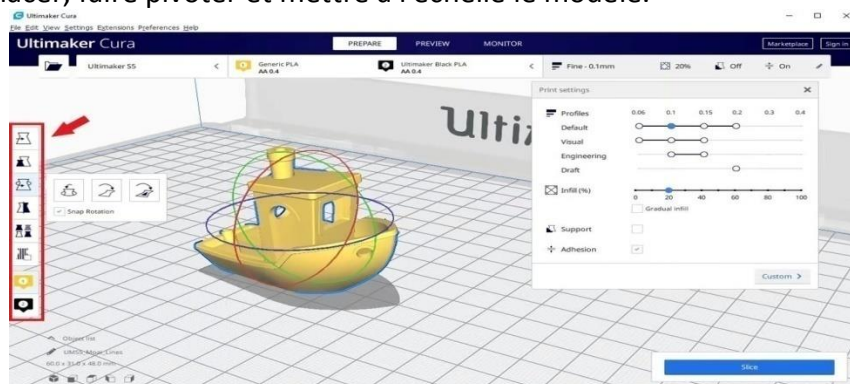 faire pivoter et mettre à l'échelle le modèle.
Ultimaker Cura
File Edit View Settings Extensions Preferences Help
Ultimaker Cura PREPARE PREVIEW MONITOR Marketplace Sign in
Ultimaker S5 Generic PLA AA 0.4 Ultimaker Black PLA AA 0.4 Fine - 0.1mm 20% Off On
Print settings
Profiles 0.06 0.1 0.15 0.2 0.3 0.4
Default
Visual
Engineering
Draft
Infill (%)
0 20 40 60 80 100
Gradual infill
Support
Adhesion
Custom >
Snap Rotation
Object list
60.0 x 31.0 x 48.0 mm
Slice